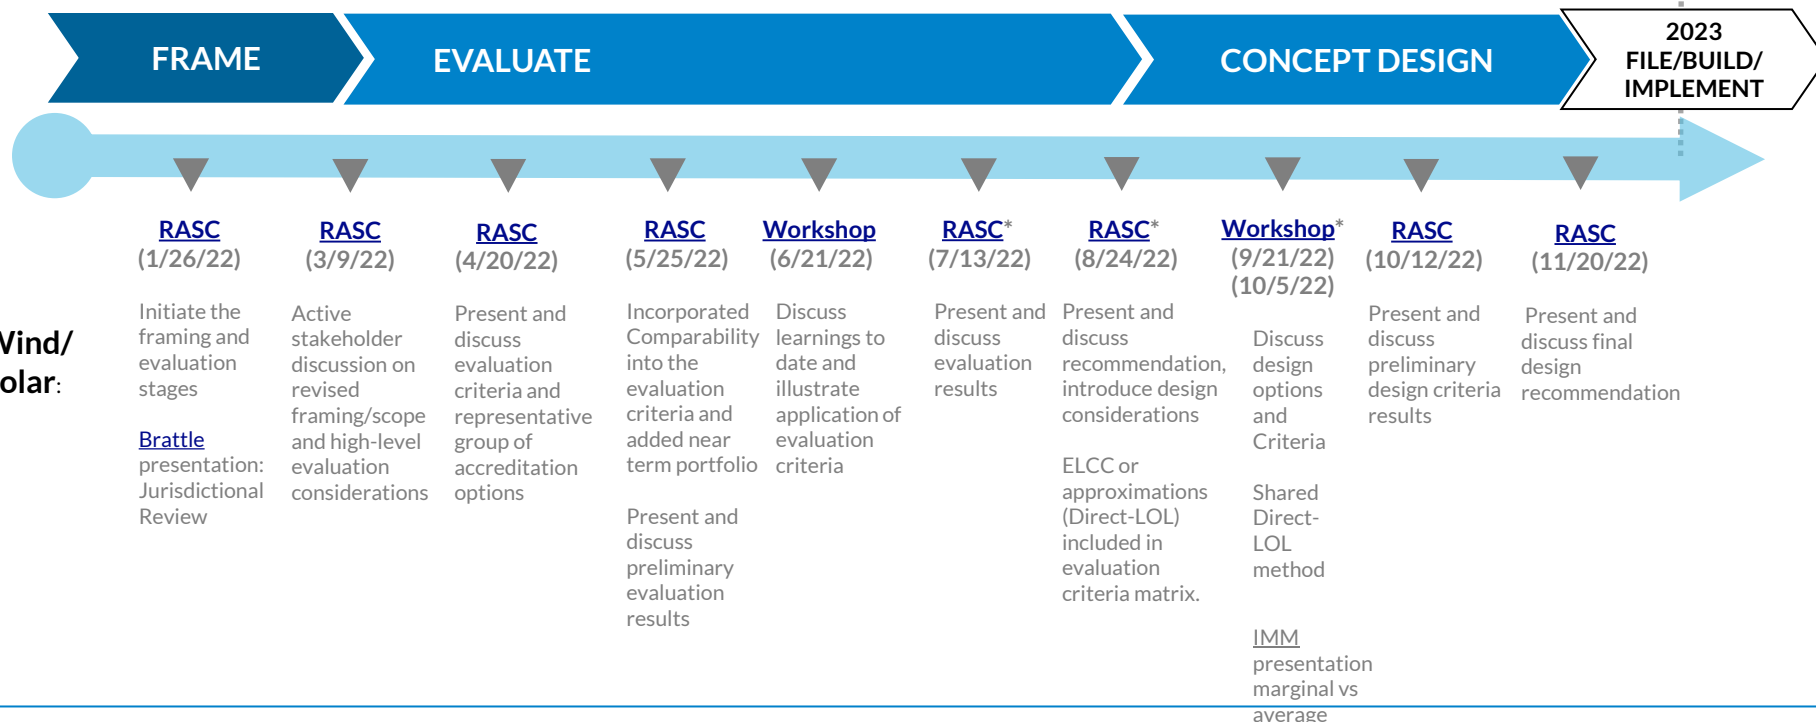 FRAME
EVALUATE
CONCEPT DESIGN
2023
FILE/BUILD/
IMPLEMENT
Wind/
olar:
RASC
(1/26/22)
Initiate the
framing and
evaluation
stages
Brattle
presentation:
Jurisdictional
Review
RASC
(3/9/22)
Active
stakeholder
discussion on
revised
framing/scope
and high-level
evaluation
considerations
RASC
(4/20/22)
Present and
discuss
evaluation
criteria and
representative
group of
accreditation
options
RASC
(5/25/22)
Incorporated
Comparability
into the
evaluation
criteria and
added near
term portfolio
Present and
discuss
preliminary
evaluation
results
Workshop
(6/21/22)
Discuss
learnings to
date and
illustrate
application of
evaluation
criteria
RASC*
(7/13/22)
Present and
discuss
evaluation
results
RASC*
(8/24/22)
Present and
discuss
recommendation,
introduce design
considerations
ELCC or
approximations
(Direct-LOL)
included in
evaluation
criteria matrix.
Workshop*
(9/21/22)
(10/5/22)
Discuss
design
options
and
Criteria
Shared
Direct-
LOL
method
IMM
presentation
marginal vs
average
RASC
(10/12/22)
Present and
discuss
preliminary
design criteria
results
RASC
(11/20/22)
Present and
discuss final
design
recommendation